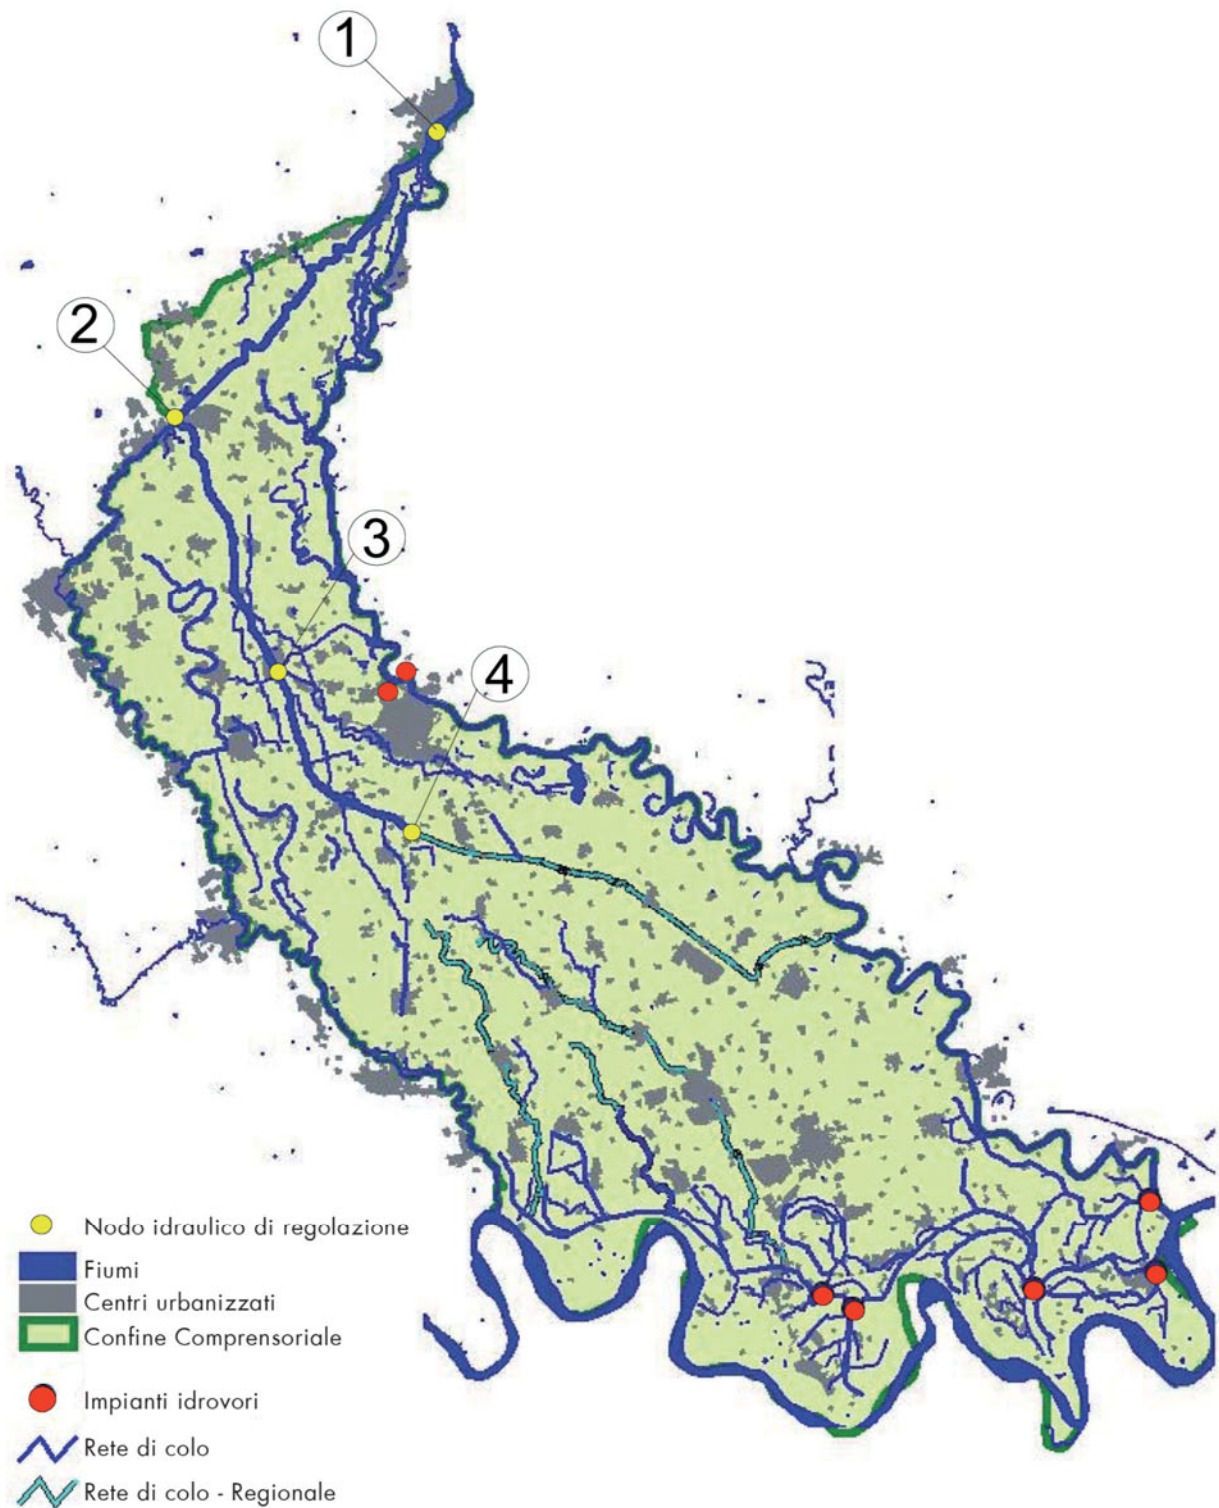 1
2
3
4
Nodo idraulico di regolazione
Fiumi
Centri urbanizzati
Confine Comprensoriale
Impianti idrovori
Rete di colo
Rete di colo - Regionale